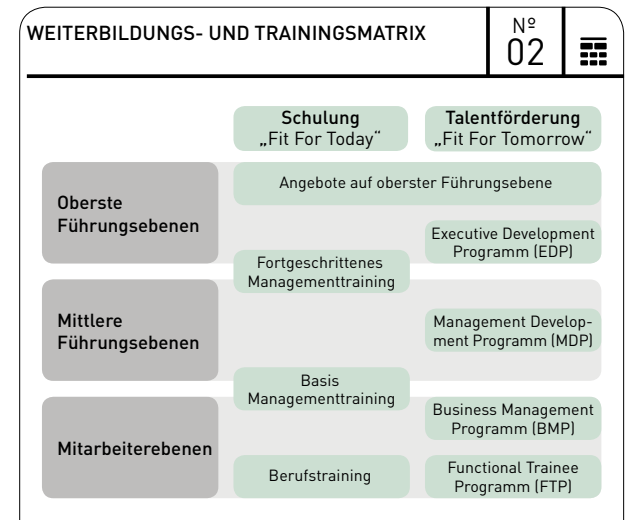 WEITERBILDUNGS- UND TRAININGSMATRIX
Nº
02
Schulung
„Fit For Today“
Talentförderung
„Fit For Tomorrow“
Oberste
Führungsebenen
Angebote auf oberster Führungsebene
Executive Development
Programm (EDP)
Fortgeschrittenes
Managementtraining
Mittlere
Führungsebenen
Management Develop-
ment Programm (MDP)
Basis
Managementtraining
Mitarbeiterebenen
Business Management
Programm (BMP)
Berufstraining
Functional Trainee
Programm (FTP)